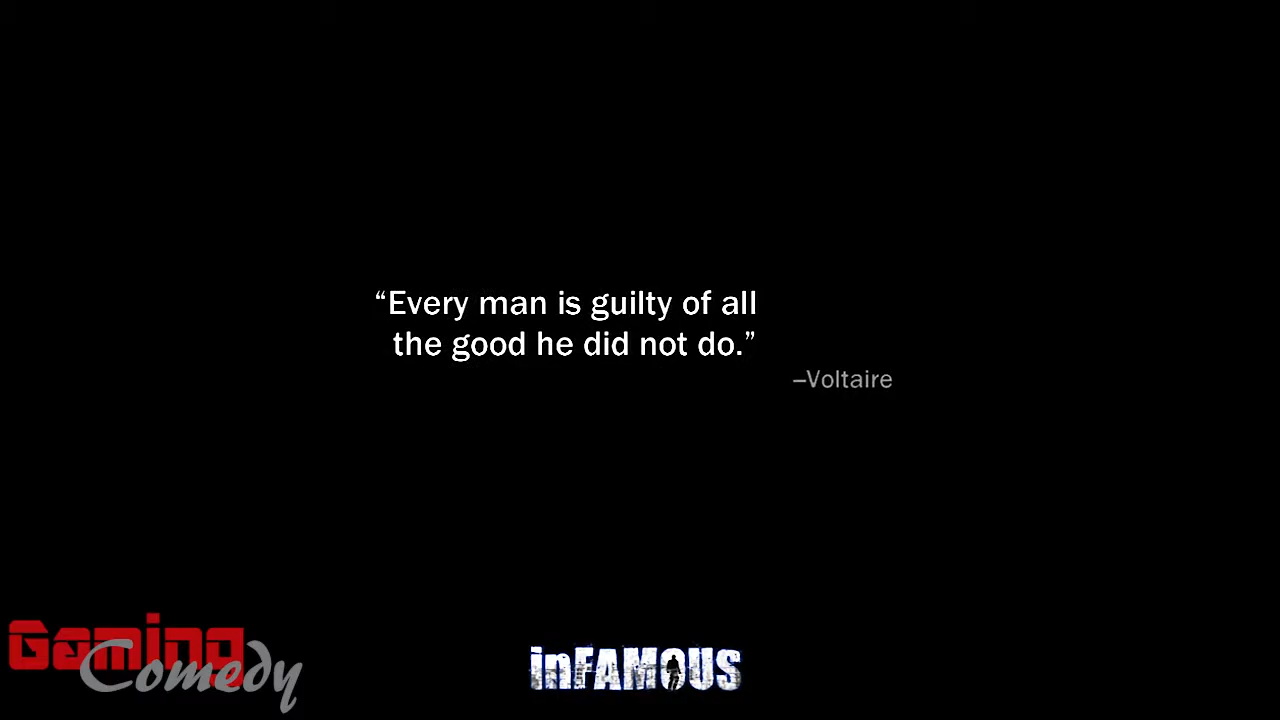 “Every man is guilty of all
the good he did not do.”
–Voltaire
Gaming
Comedy
inFAMOUS